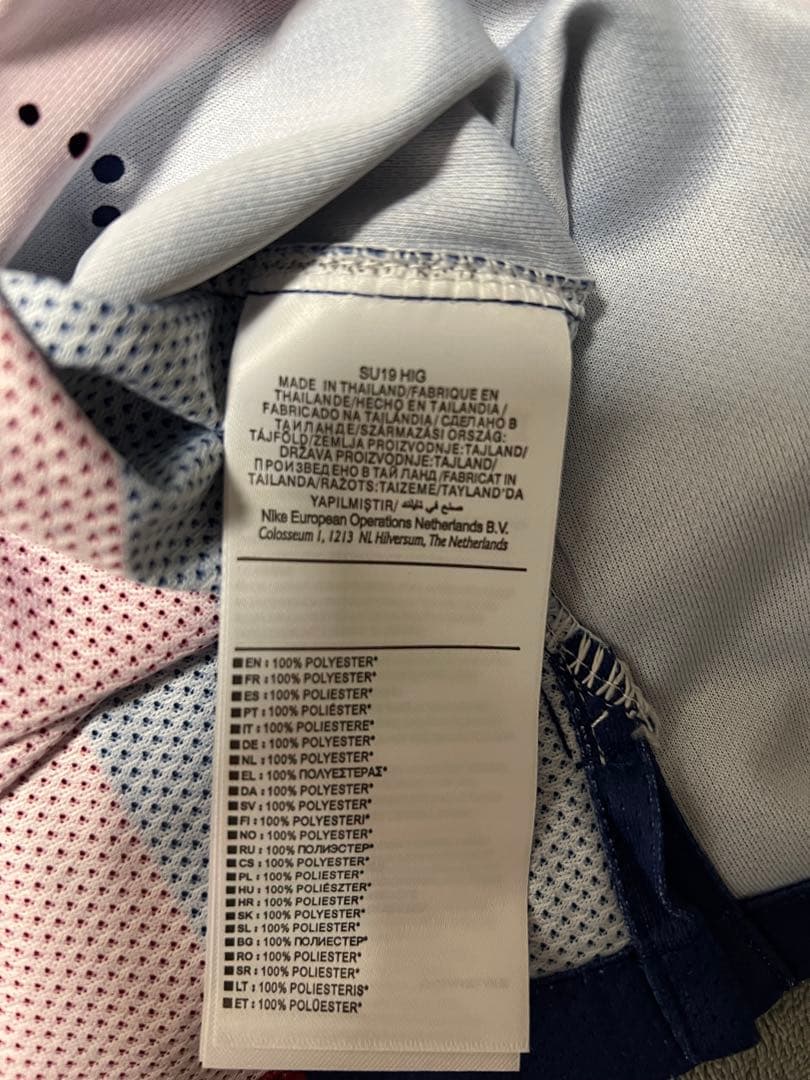 SU19 HIG
MADE IN THAILAND/FABRIQUE EN
THAILANDE/HECHO EN TAILANDIA/
FABRICADO NA TAILÂNDIA/СДЕЛАНО В
ТАИЛАНДЕ/SZÁRMAZÁSI ORSZÁG:
TÁJFÖLD/ZEMLJA PROIZVODNJE:TAJLAND/
DRŽAVA PROIZVODNJE:TAJLAND/
ПРОИЗВЕДЕНО В ТАЙЛАНД/FABRICAT IN
TAILANDA/RAŽOTS:TAIZEME/TAYLAND'DA
YAPILMIŞTIR/ صنع في تايلاند
Nike European Operations Netherlands B.V.
Colosseum 1, 1213 NL Hilversum, The Netherlands
EN : 100% POLYESTER*
FR : 100% POLYESTER*
ES : 100% POLIESTER*
PT : 100% POLIÉSTER*
IT : 100% POLIESTERE*
DE : 100% POLYESTER*
NL : 100% POLYESTER*
EL : 100% ΠΟΛΥΕΣΤΕΡΑΣ*
DA : 100% POLYESTER*
SV : 100% POLYESTER*
FI : 100% POLYESTERI*
NO : 100% POLYESTER*
RU : 100% ПОЛИЭСТЕР*
CS : 100% POLYESTER*
PL : 100% POLIESTER*
HU : 100% POLIÉSZTER*
HR : 100% POLIESTER*
SK : 100% POLYESTER*
SL : 100% POLIESTER*
BG : 100% ПОЛИЕСТЕР*
RO : 100% POLIESTER*
SR : 100% POLIESTER*
LT : 100% POLIESTERIS*
ET : 100% POLÜESTER*